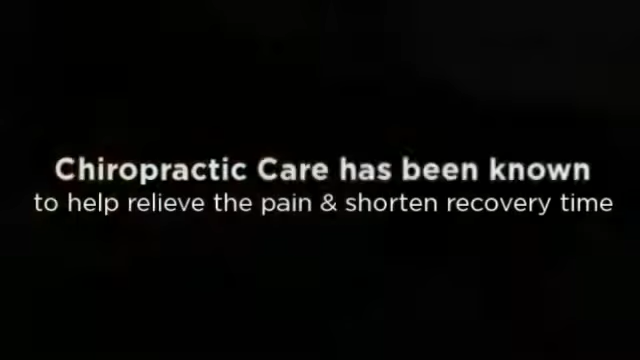 Chiropractic Care has been known
to help relieve the pain & shorten recovery time